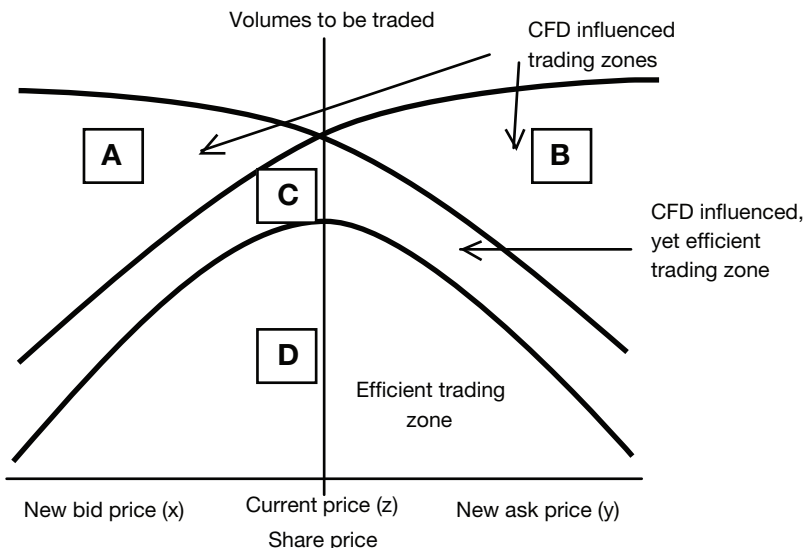 Volumes to be traded
CFD influenced
trading zones
A
B
C
CFD influenced,
yet efficient
trading zone
D
Efficient trading
zone
New bid price (x)
Current price (z)
New ask price (y)
Share price